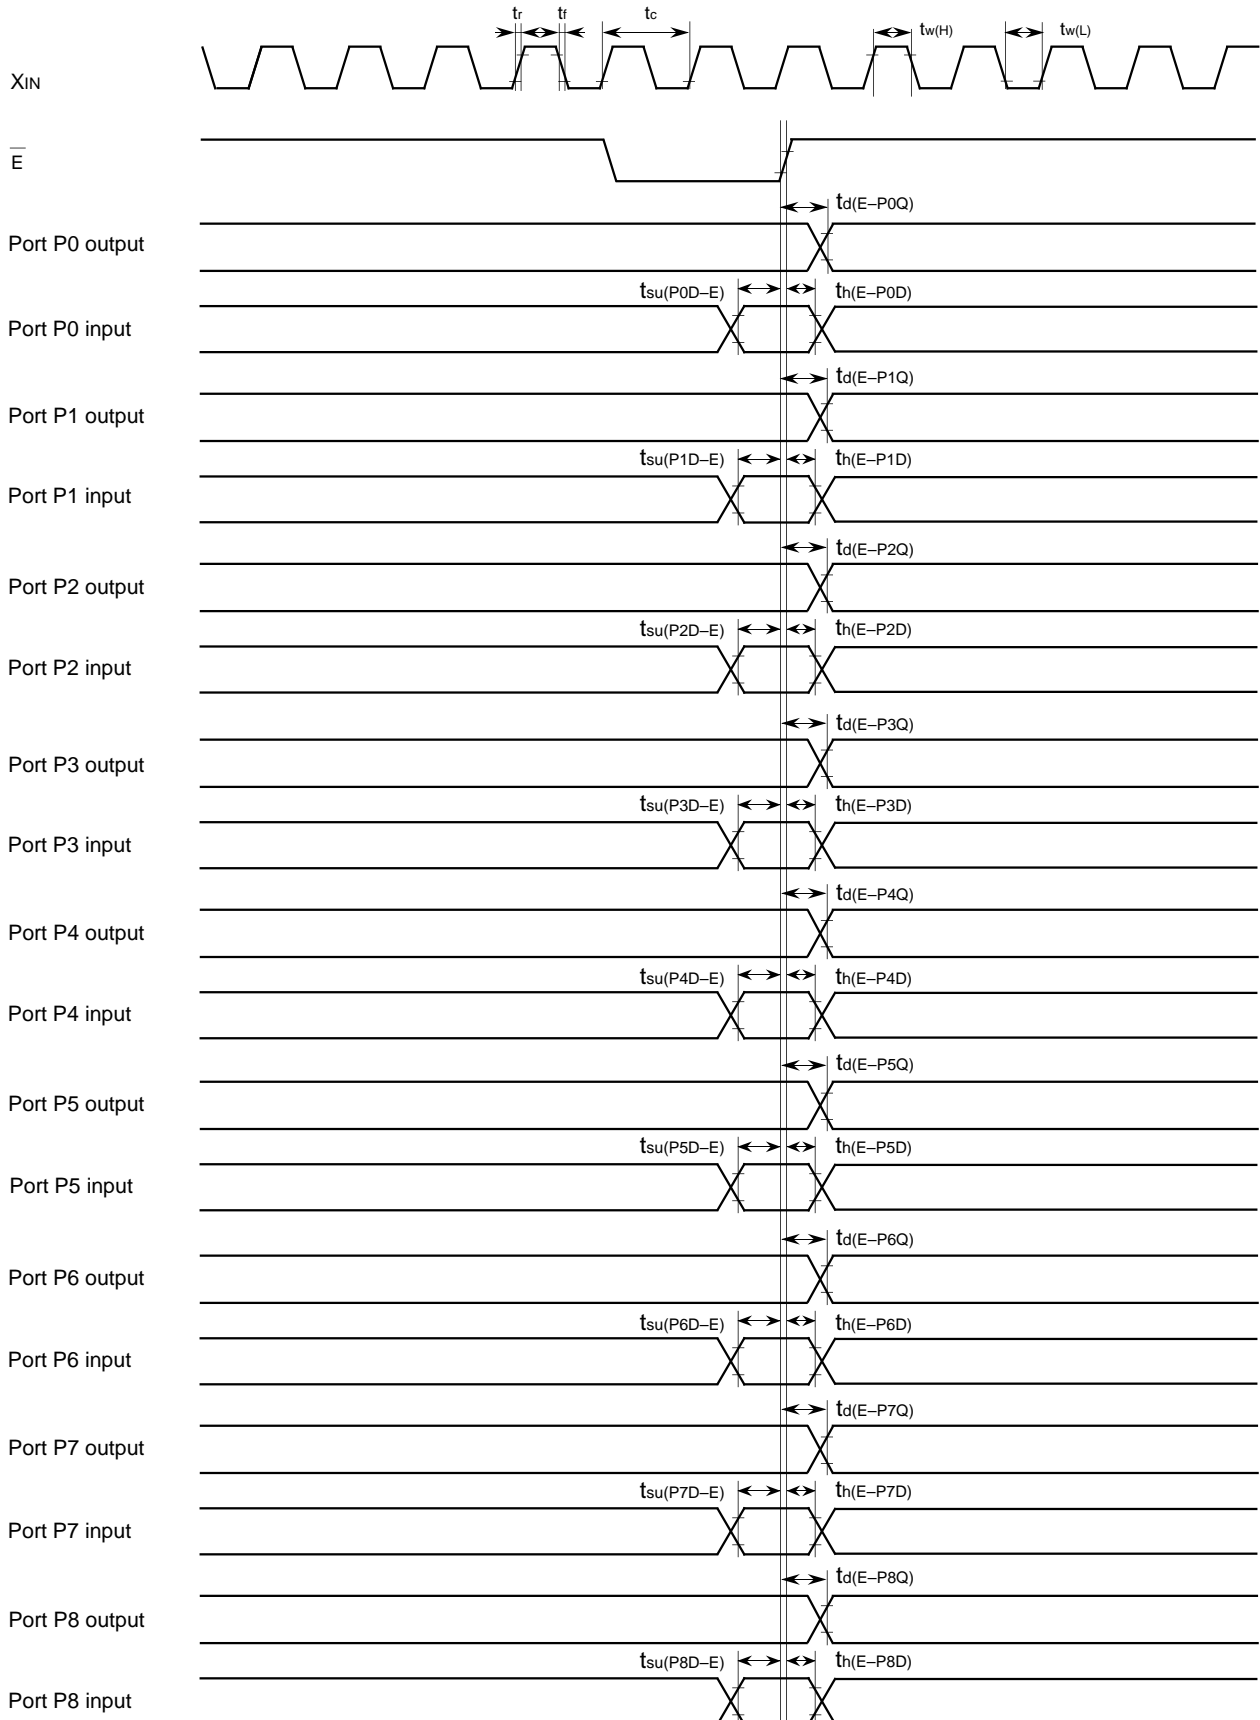 tr tf tc tw(H) tw(L)
XIN
E
td(E–P0Q)
Port P0 output
tsu(P0D–E) th(E–P0D)
Port P0 input
td(E–P1Q)
Port P1 output
tsu(P1D–E) th(E–P1D)
Port P1 input
td(E–P2Q)
Port P2 output
tsu(P2D–E) th(E–P2D)
Port P2 input
td(E–P3Q)
Port P3 output
tsu(P3D–E) th(E–P3D)
Port P3 input
td(E–P4Q)
Port P4 output
tsu(P4D–E) th(E–P4D)
Port P4 input
td(E–P5Q)
Port P5 output
tsu(P5D–E) th(E–P5D)
Port P5 input
td(E–P6Q)
Port P6 output
tsu(P6D–E) th(E–P6D)
Port P6 input
td(E–P7Q)
Port P7 output
tsu(P7D–E) th(E–P7D)
Port P7 input
td(E–P8Q)
Port P8 output
tsu(P8D–E) th(E–P8D)
Port P8 input